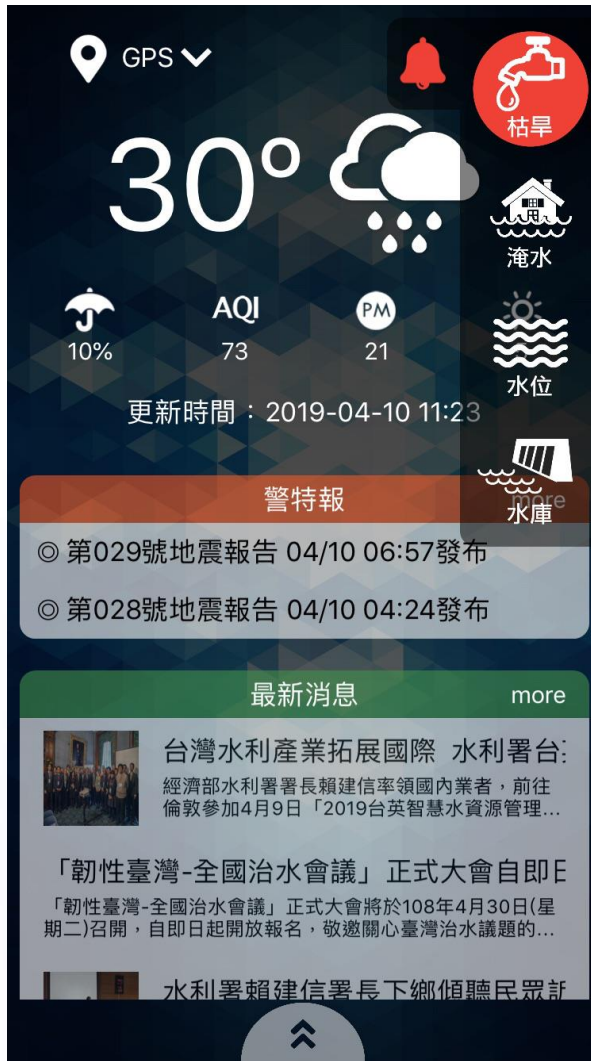 GPS
枯旱
30°
淹水
AQI
PM
10%
73
21
水位
更新時間：2019-04-10 11:23
警特報
more
水庫
◎ 第029號地震報告 04/10 06:57發布
◎ 第028號地震報告 04/10 04:24發布
最新消息
more
台灣水利產業拓展國際 水利署台
經濟部水利署署長賴建信率領國內業者，前往
倫敦參加4月9日「2019台英智慧水資源管理...
「韌性臺灣-全國治水會議」正式大會自即日
「韌性臺灣-全國治水會議」正式大會將於108年4月30日(星
期二)召開，自即日起開放報名，敬邀關心臺灣治水議題的...
水利署賴建信署長下鄉傾聽民眾